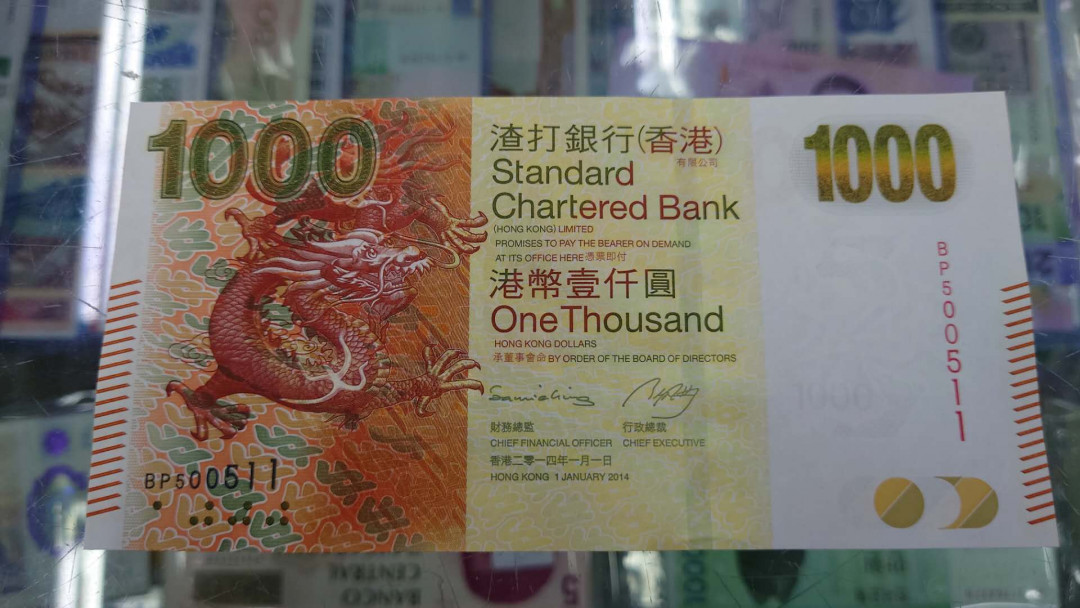 1000
渣打銀行(香港)
有限公司
Standard
Chartered Bank
(HONG KONG) LIMITED
PROMISES TO PAY THE BEARER ON DEMAND
AT ITS OFFICE HERE 憑票即付
港幣壹仟圓
One Thousand
HONG KONG DOLLARS
承董事會命 BY ORDER OF THE BOARD OF DIRECTORS
財務總監 行政總裁
CHIEF FINANCIAL OFFICER CHIEF EXECUTIVE
香港二零一四年一月一日
HONG KONG 1 JANUARY 2014
BP500511
1000
BP500511
BANCO
CENTRAL